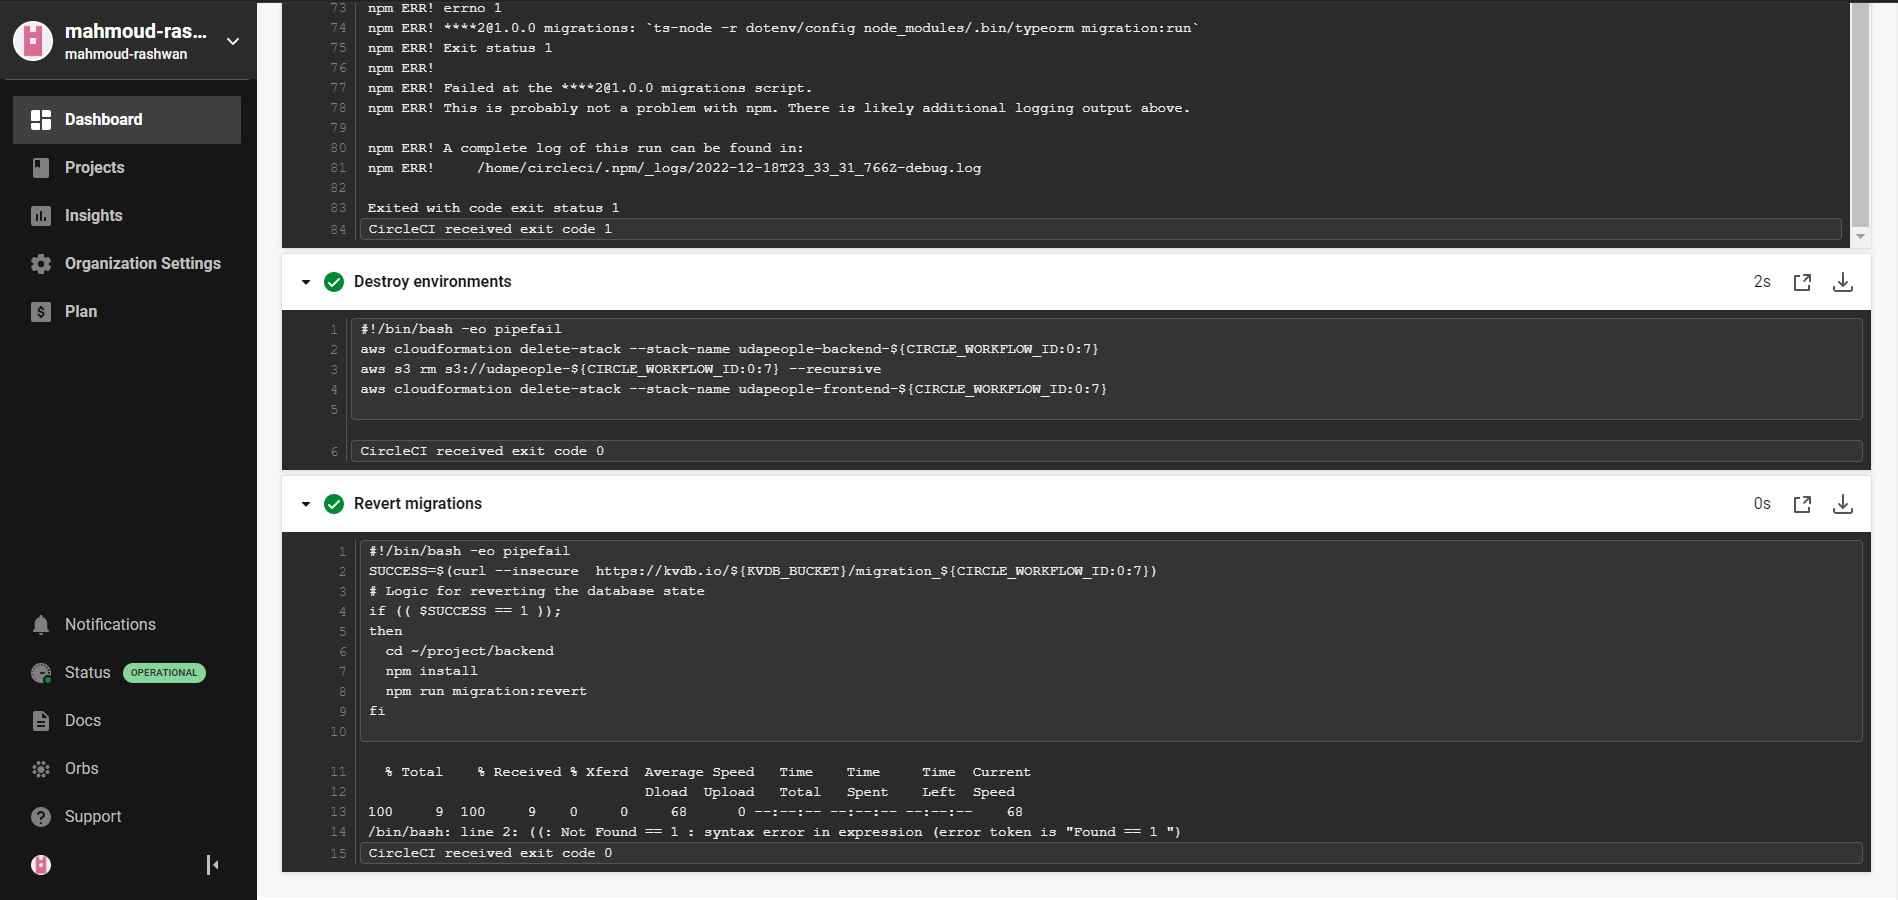 mahmoud-ras...
mahmoud-rashwan
Dashboard
Projects
Insights
Organization Settings
Plan
Notifications
Status OPERATIONAL
Docs
Orbs
Support
73 npm ERR! errno 1
74 npm ERR! ****2@1.0.0 migrations: `ts-node -r dotenv/config node_modules/.bin/typeorm migration:run`
75 npm ERR! Exit status 1
76 npm ERR!
77 npm ERR! Failed at the ****2@1.0.0 migrations script.
78 npm ERR! This is probably not a problem with npm. There is likely additional logging output above.
79
80 npm ERR! A complete log of this run can be found in:
81 npm ERR!     /home/circleci/.npm/_logs/2022-12-18T23_33_31_766Z-debug.log
82
83 Exited with code exit status 1
84 CircleCI received exit code 1
Destroy environments 2s
1 #!/bin/bash -eo pipefail
2 aws cloudformation delete-stack --stack-name udapeople-backend-${CIRCLE_WORKFLOW_ID:0:7}
3 aws s3 rm s3://udapeople-${CIRCLE_WORKFLOW_ID:0:7} --recursive
4 aws cloudformation delete-stack --stack-name udapeople-frontend-${CIRCLE_WORKFLOW_ID:0:7}
5
6 CircleCI received exit code 0
Revert migrations 0s
1 #!/bin/bash -eo pipefail
2 SUCCESS=$(curl --insecure  https://kvdb.io/${KVDB_BUCKET}/migration_${CIRCLE_WORKFLOW_ID:0:7})
3 # Logic for reverting the database state
4 if (( $SUCCESS == 1 ));
5 then
6   cd ~/project/backend
7   npm install
8   npm run migration:revert
9 fi
10
11   % Total    % Received % Xferd  Average Speed   Time    Time     Time  Current
12                                  Dload  Upload   Total   Spent    Left  Speed
13 100     9  100     9    0     0     68      0 --:--:-- --:--:-- --:--:--    68
14 /bin/bash: line 2: ((: Not Found == 1 : syntax error in expression (error token is "Found == 1 ")
15 CircleCI received exit code 0